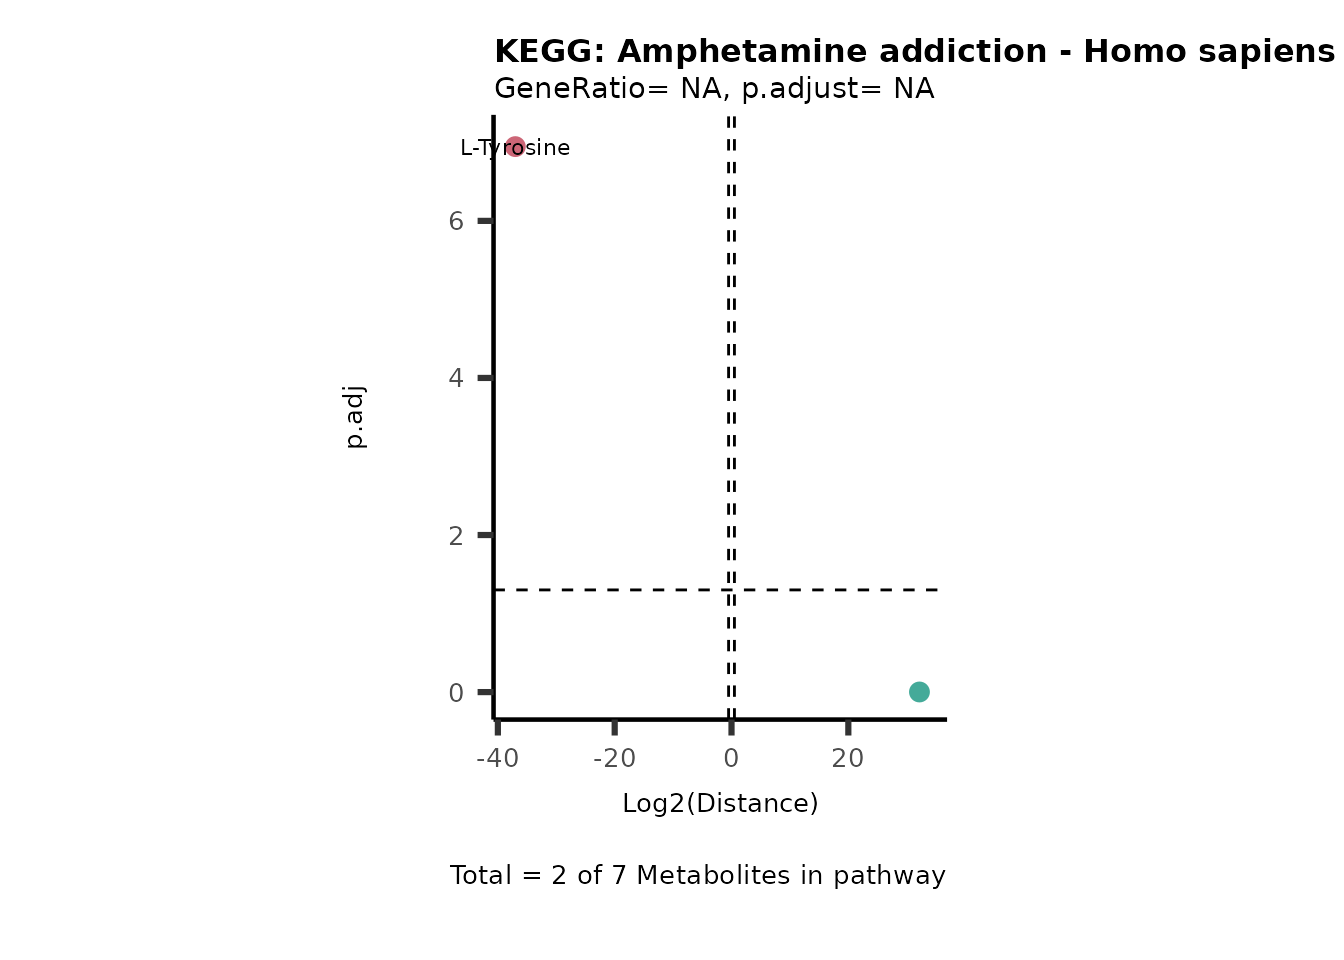 KEGG: Amphetamine addiction - Homo sapiens
GeneRatio= NA, p.adjust= NA
L-Tyrosine
6
4
2
0
p.adj
-40 -20 0 20
Log2(Distance)
Total = 2 of 7 Metabolites in pathway